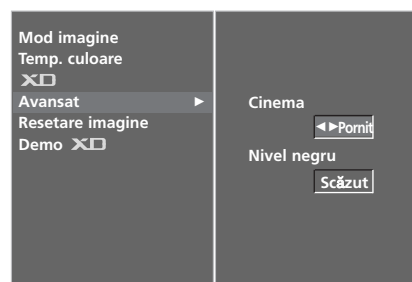 Mod imagine
Temp. culoare
XD
Avansat ►
Resetare imagine
Demo XD
Cinema
◄►Pornit
Nivel negru
Scăzut